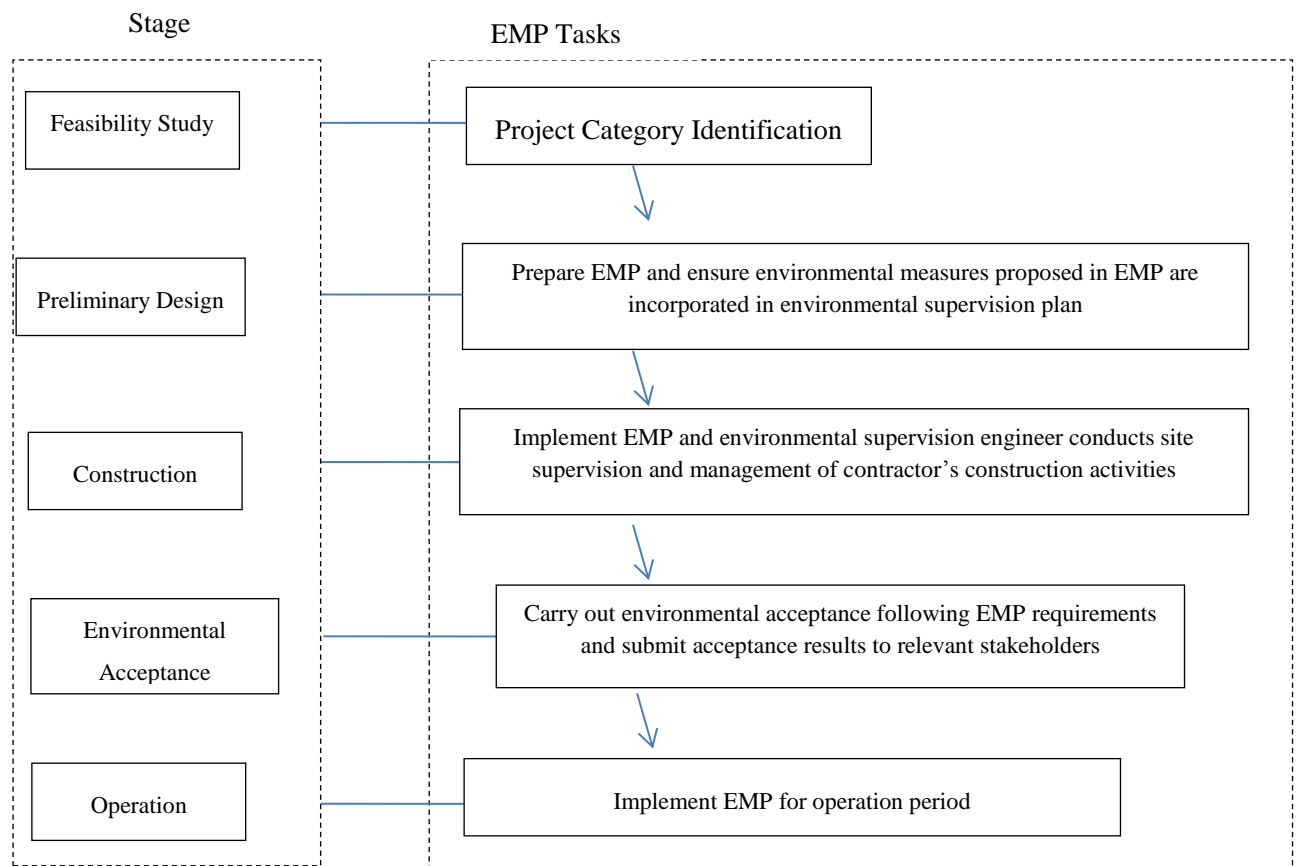 Stage
EMP Tasks
Feasibility Study
Project Category Identification
Preliminary Design
Prepare EMP and ensure environmental measures proposed in EMP are
incorporated in environmental supervision plan
Construction
Implement EMP and environmental supervision engineer conducts site
supervision and management of contractor’s construction activities
Environmental
Acceptance
Carry out environmental acceptance following EMP requirements
and submit acceptance results to relevant stakeholders
Operation
Implement EMP for operation period